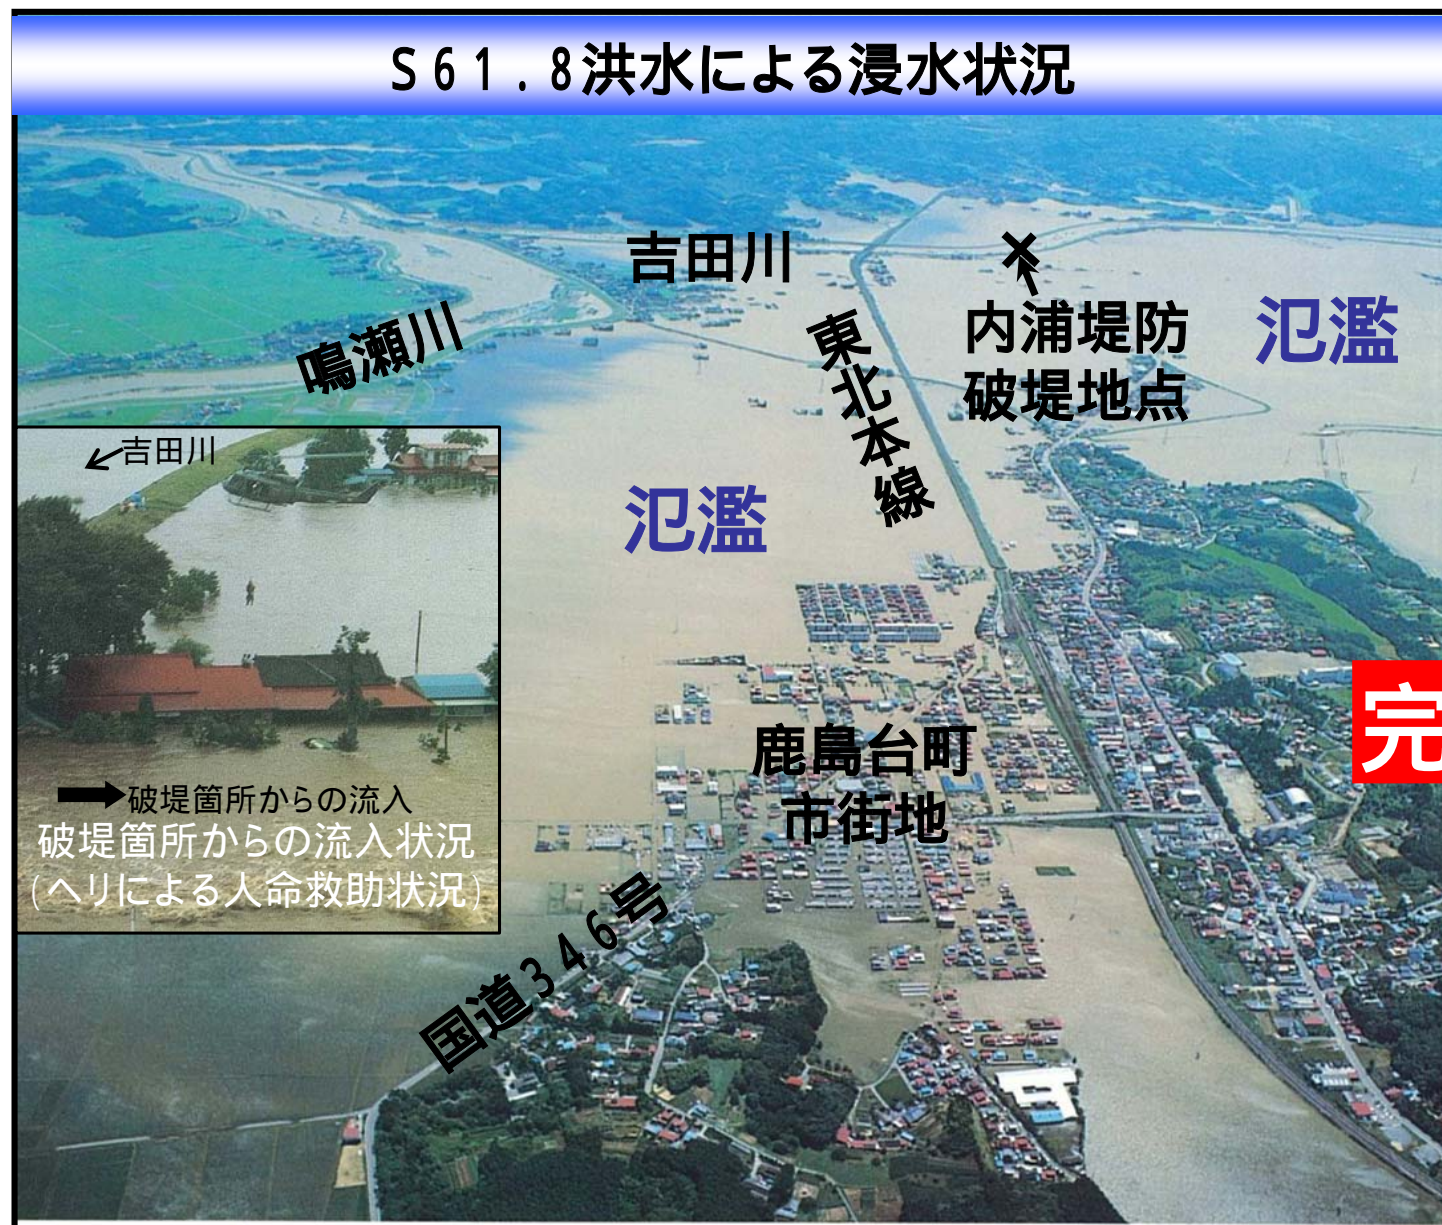 S61.8洪水による浸水状況
吉田川
鳴瀬川
東北本線
内浦堤防
破堤地点
氾濫
氾濫
吉田川
破堤箇所からの流入
破堤箇所からの流入状況
(ヘリによる人命救助状況)
鹿島台町
市街地
国道346号
完